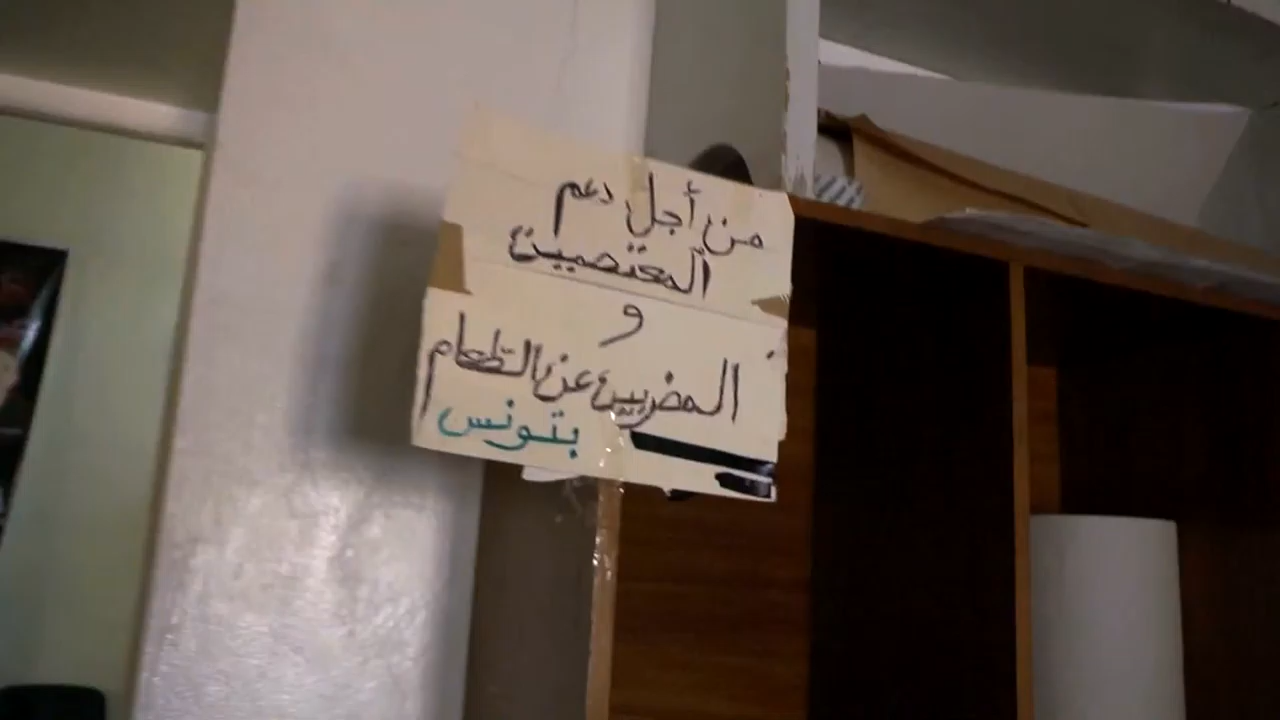 من أجل دعم
المعتصمين
و
المضربين عن الطعام
بتونس